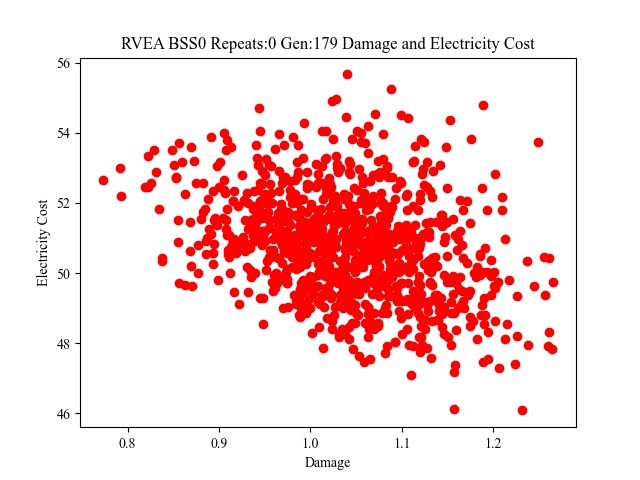 RVEA BSS0 Repeats:0 Gen:179 Damage and Electricity Cost
56
54
52
50
48
46
Electricity Cost
0.8 0.9 1.0 1.1 1.2
Damage